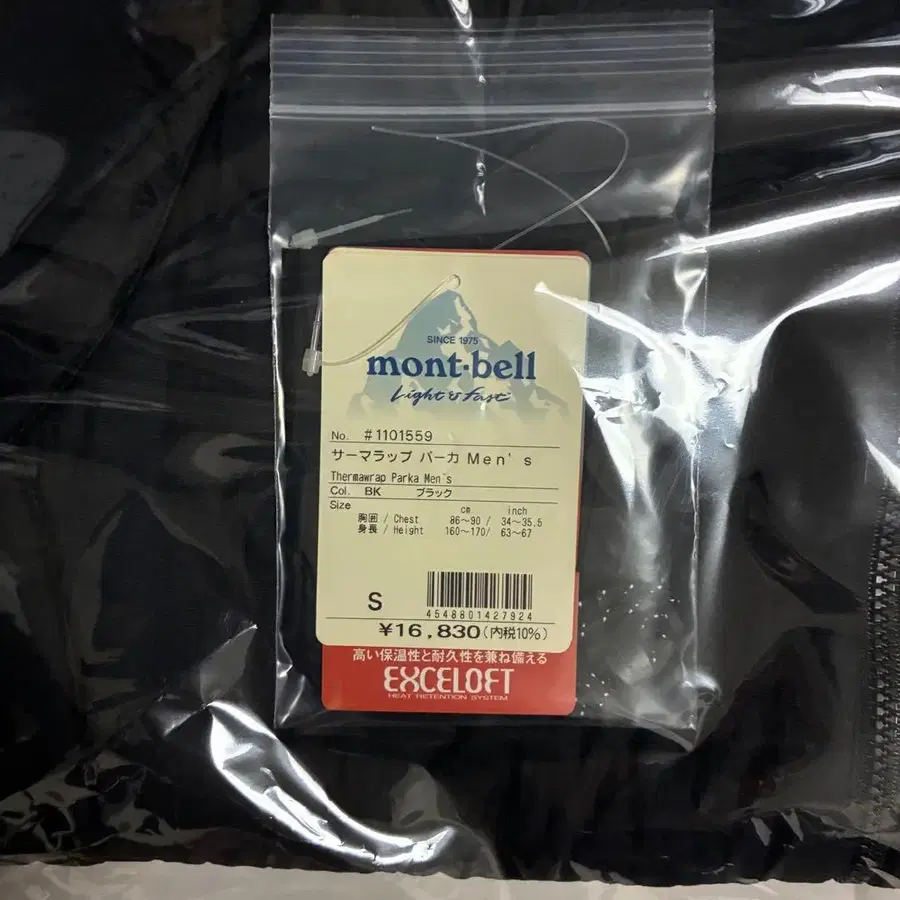 SINCE 1975
mont-bell
Light & Fast
No. #1101559
サーマラップ パーカ Men's
Thermawrap Parka Men's
Col. BK ブラック
Size
cm inch
胸囲 / Chest 86～90 / 34～35.5
身長 / Height 160～170/ 63～67
S
4548801427924
¥16,830(内税10%)
高い保温性と耐久性を兼ね備える
EXCELOFT
HEAT RETENTION SYSTEM